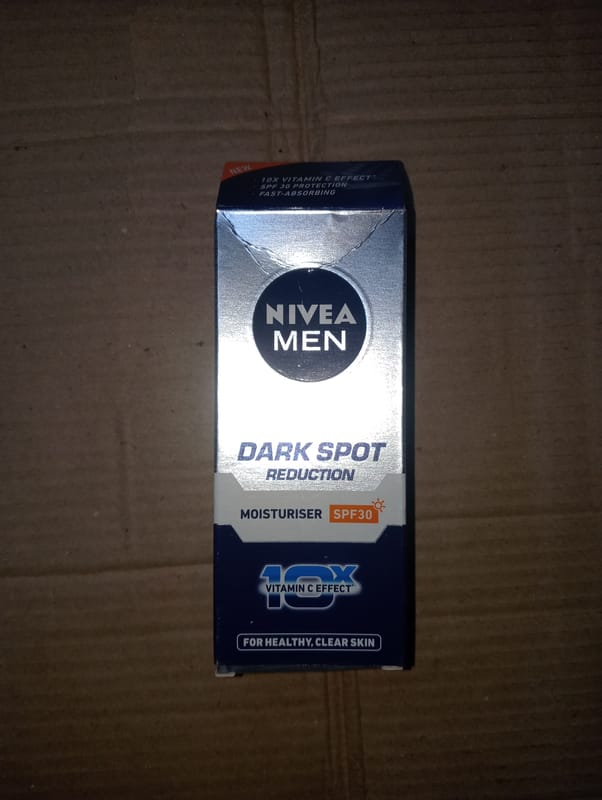 NEW
10X VITAMIN C EFFECT*
SPF 30 PROTECTION
FAST-ABSORBING
NIVEA
MEN
DARK SPOT
REDUCTION
MOISTURISER SPF30
10X
VITAMIN C EFFECT*
FOR HEALTHY, CLEAR SKIN